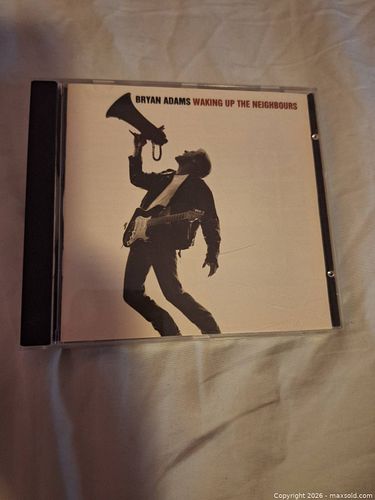 BRYAN ADAMS WAKING UP THE NEIGHBOURS
Copyright 2026 - maxsold.com